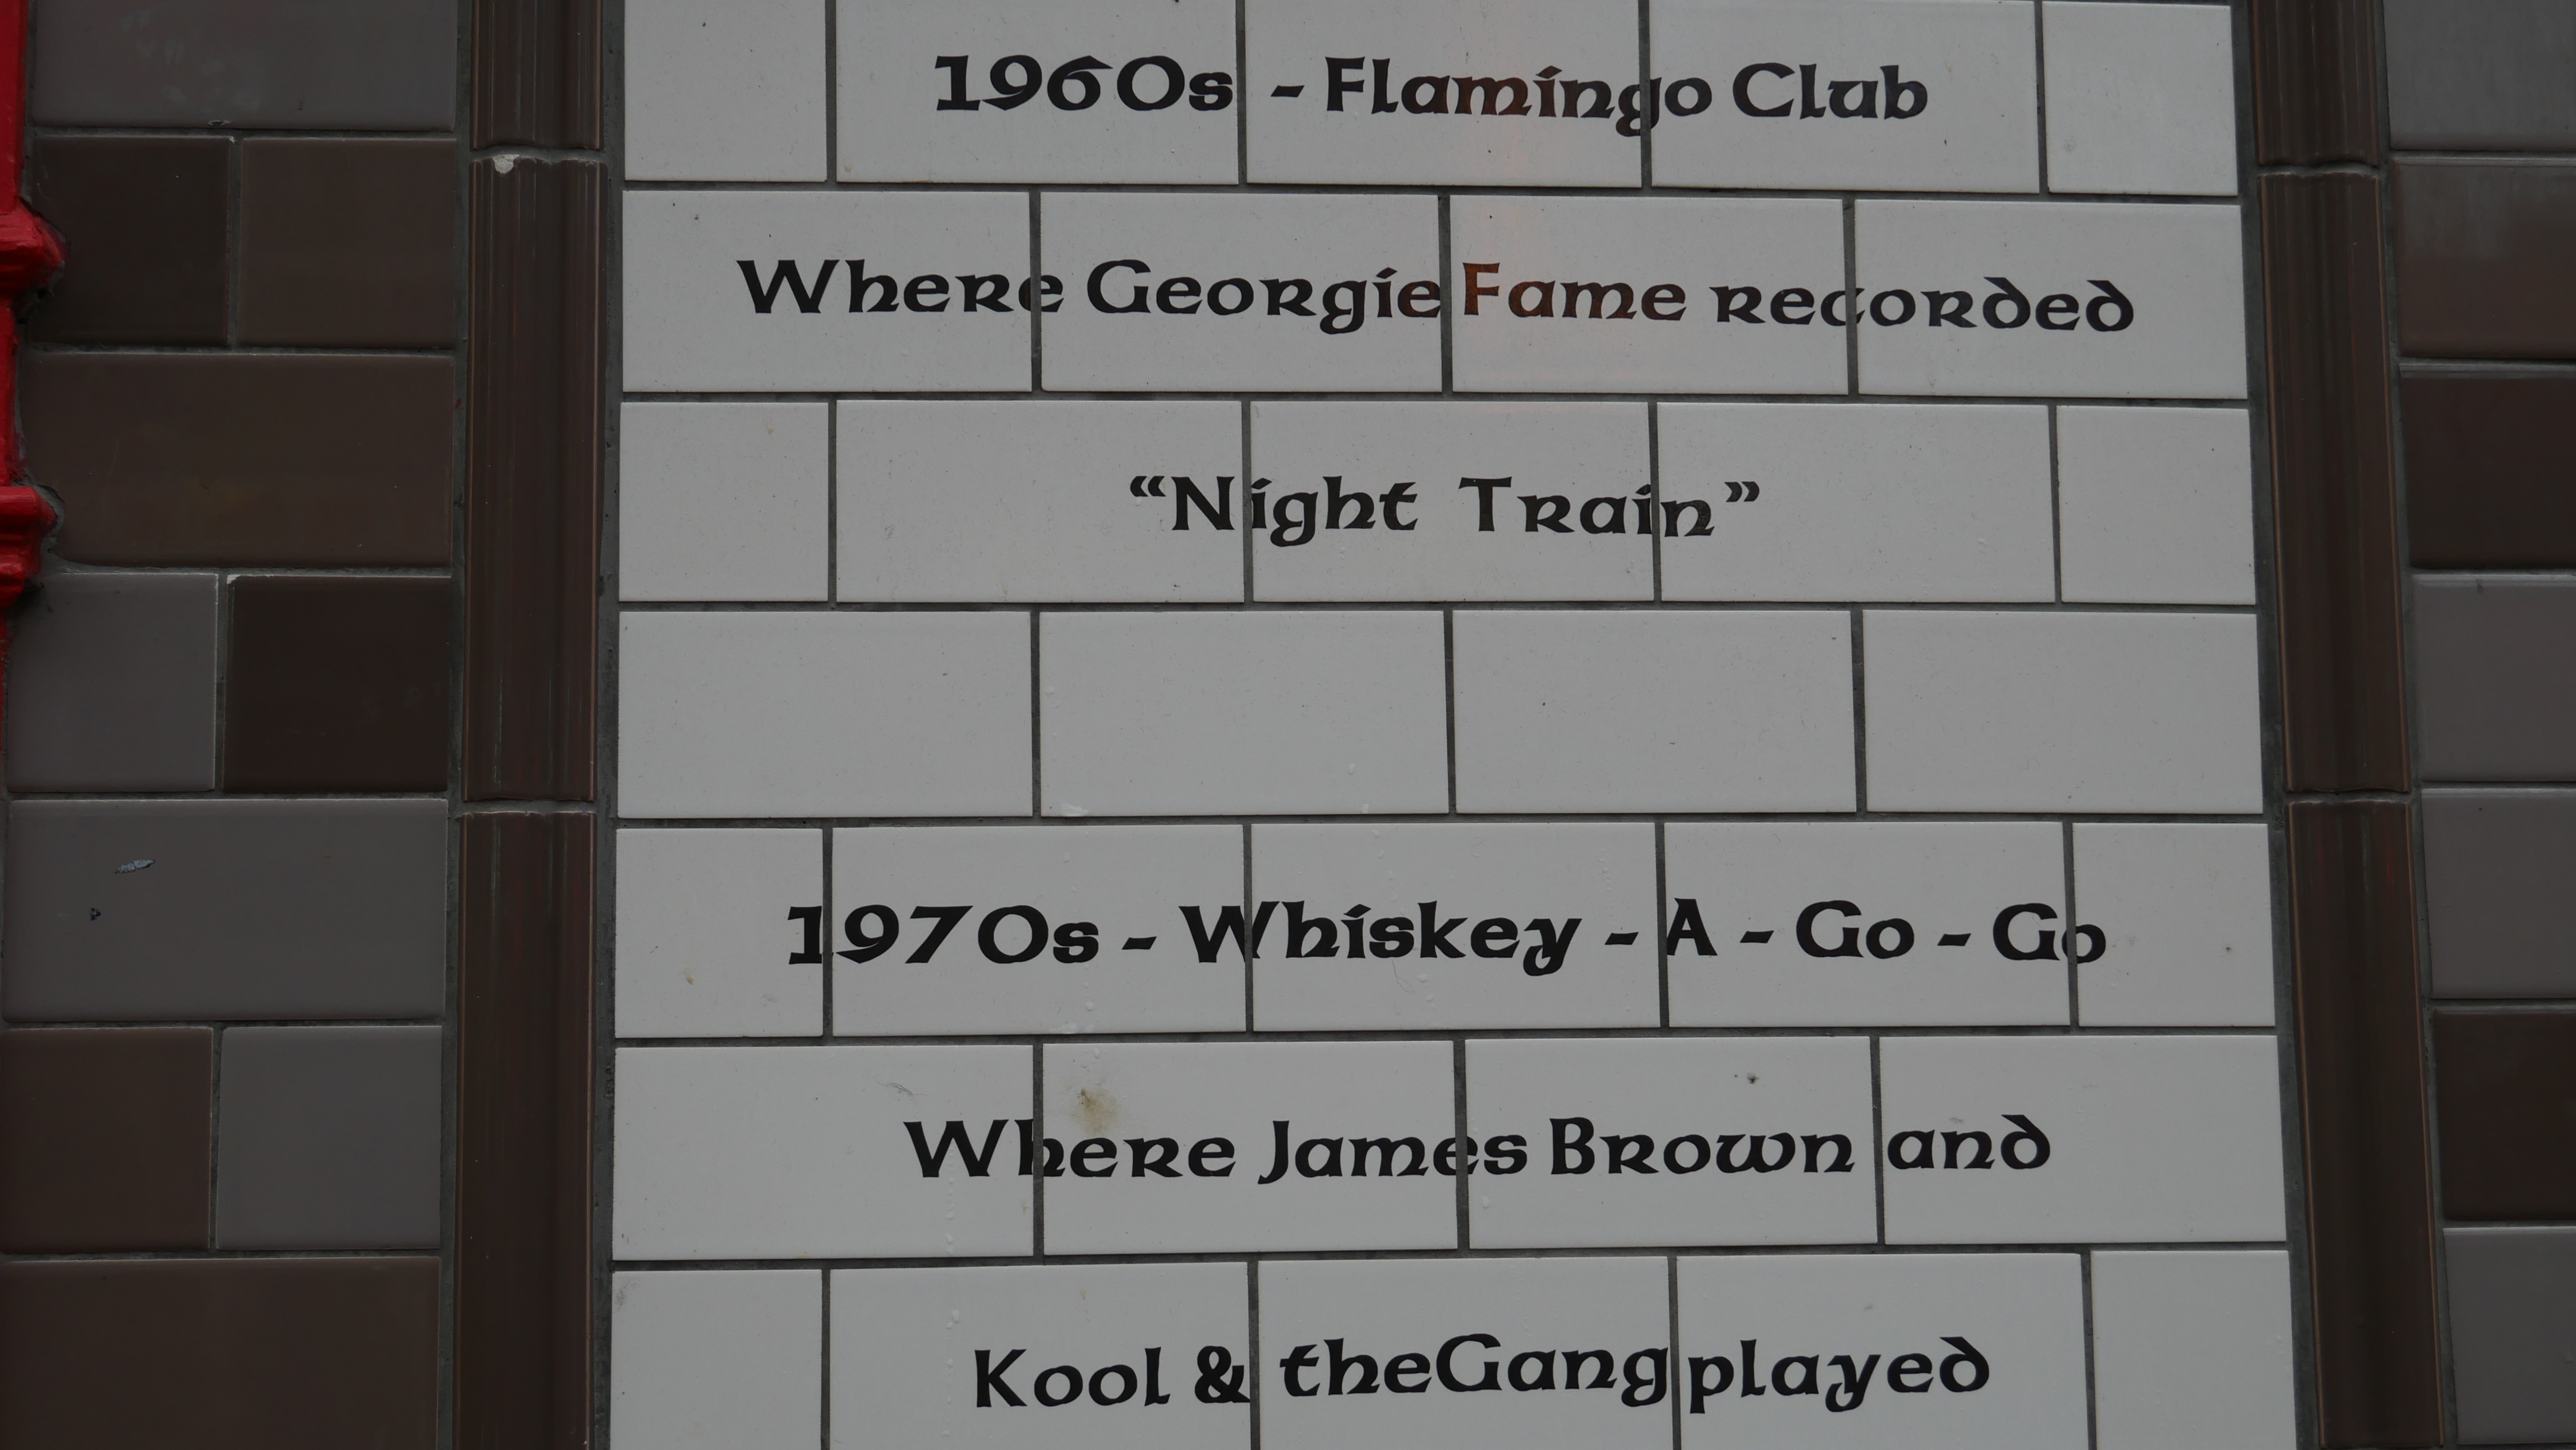 1960s - Flamingo Club
Where Georgie Fame recorded
“Night Train”
1970s - Whiskey - A - Go - Go
Where James Brown and
Kool & theGang played